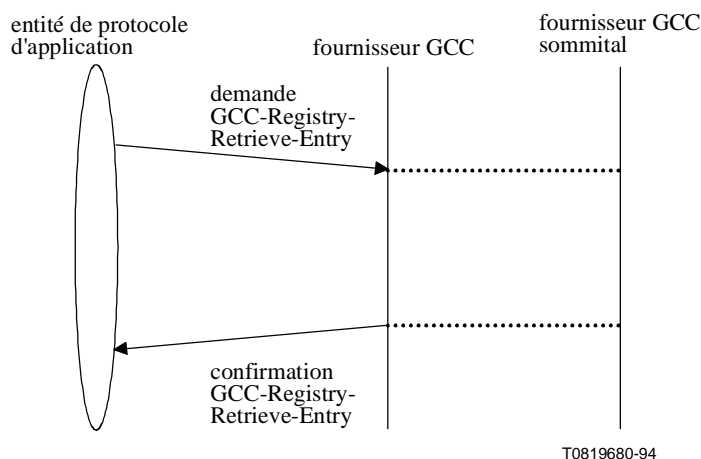 entité de protocole
d'application
fournisseur GCC
fournisseur GCC
sommital
demande
GCC-Registry-
Retrieve-Entry
confirmation
GCC-Registry-
Retrieve-Entry
T0819680-94